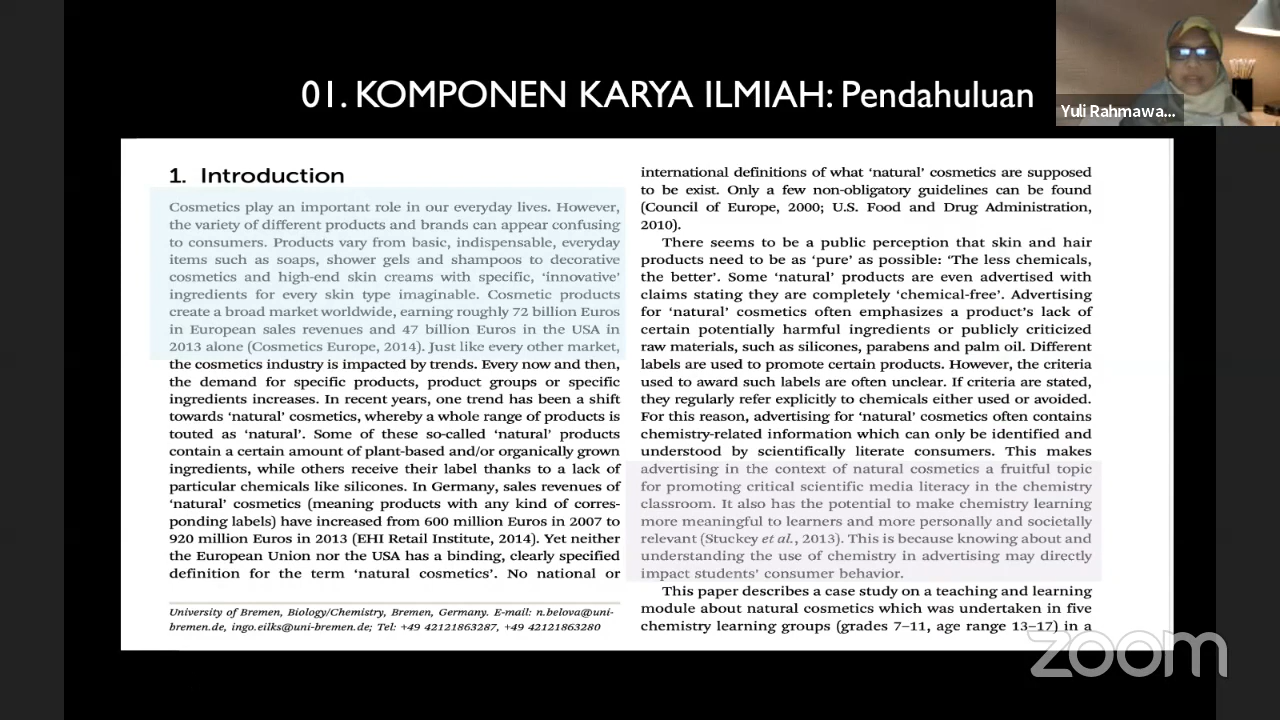 01. KOMPONEN KARYA ILMIAH: Pendahuluan
Yuli Rahmawa...
1. Introduction
Cosmetics play an important role in our everyday lives. However,
the variety of different products and brands can appear confusing
to consumers. Products vary from basic, indispensable, everyday
items such as soaps, shower gels and shampoos to decorative
cosmetics and high-end skin creams with specific, ‘innovative’
ingredients for every skin type imaginable. Cosmetic products
create a broad market worldwide, earning roughly 72 billion Euros
in European sales revenues and 47 billion Euros in the USA in
2013 alone (Cosmetics Europe, 2014). Just like every other market,
the cosmetics industry is impacted by trends. Every now and then,
the demand for specific products, product groups or specific
ingredients increases. In recent years, one trend has been a shift
towards ‘natural’ cosmetics, whereby a whole range of products is
touted as ‘natural’. Some of these so-called ‘natural’ products
contain a certain amount of plant-based and/or organically grown
ingredients, while others receive their label thanks to a lack of
particular chemicals like silicones. In Germany, sales revenues of
‘natural’ cosmetics (meaning products with any kind of corres-
ponding labels) have increased from 600 million Euros in 2007 to
920 million Euros in 2013 (EHI Retail Institute, 2014). Yet neither
the European Union nor the USA has a binding, clearly specified
definition for the term ‘natural cosmetics’. No national or
University of Bremen, Biology/Chemistry, Bremen, Germany. E-mail: n.belova@uni-
bremen.de, ingo.eilks@uni-bremen.de; Tel: +49 42121863287, +49 42121863280
international definitions of what ‘natural’ cosmetics are supposed
to be exist. Only a few non-obligatory guidelines can be found
(Council of Europe, 2000; U.S. Food and Drug Administration,
2010).
There seems to be a public perception that skin and hair
products need to be as ‘pure’ as possible: ‘The less chemicals,
the better’. Some ‘natural’ products are even advertised with
claims stating they are completely ‘chemical-free’. Advertising
for ‘natural’ cosmetics often emphasizes a product’s lack of
certain potentially harmful ingredients or publicly criticized
raw materials, such as silicones, parabens and palm oil. Different
labels are used to promote certain products. However, the criteria
used to award such labels are often unclear. If criteria are stated,
they regularly refer explicitly to chemicals either used or avoided.
For this reason, advertising for ‘natural’ cosmetics often contains
chemistry-related information which can only be identified and
understood by scientifically literate consumers. This makes
advertising in the context of natural cosmetics a fruitful topic
for promoting critical scientific media literacy in the chemistry
classroom. It also has the potential to make chemistry learning
more meaningful to learners and more personally and societally
relevant (Stuckey et al., 2013). This is because knowing about and
understanding the use of chemistry in advertising may directly
impact students’ consumer behavior.
This paper describes a case study on a teaching and learning
module about natural cosmetics which was undertaken in five
chemistry learning groups (grades 7–11, age range 13–17) in a
zoom